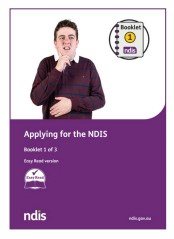 Booklet
1
ndis
Applying for the NDIS
Booklet 1 of 3
Easy Read version
Easy Read
ndis
ndis.gov.au